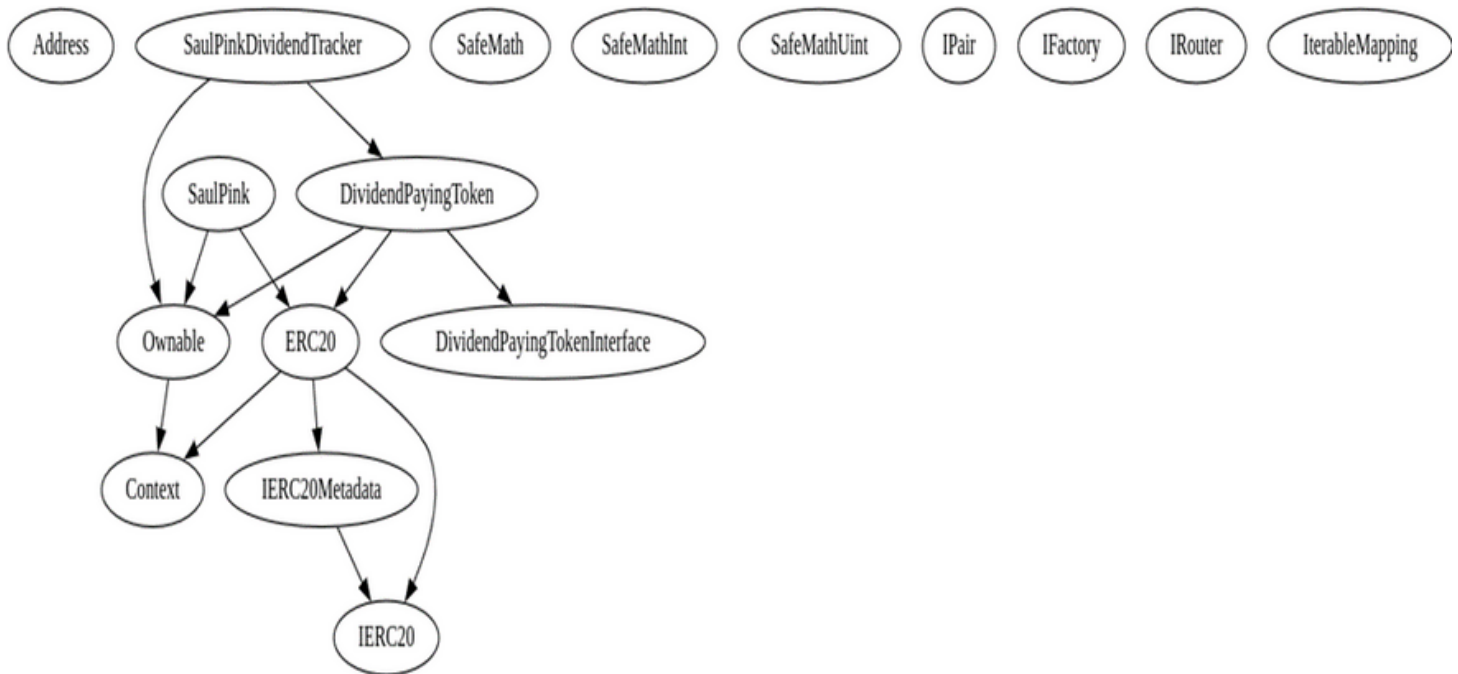 Address
SaulPinkDividendTracker
SafeMath
SafeMathInt
SafeMathUint
IPair
IFactory
IRouter
IterableMapping
SaulPink
DividendPayingToken
Ownable
ERC20
DividendPayingTokenInterface
Context
IERC20Metadata
IERC20